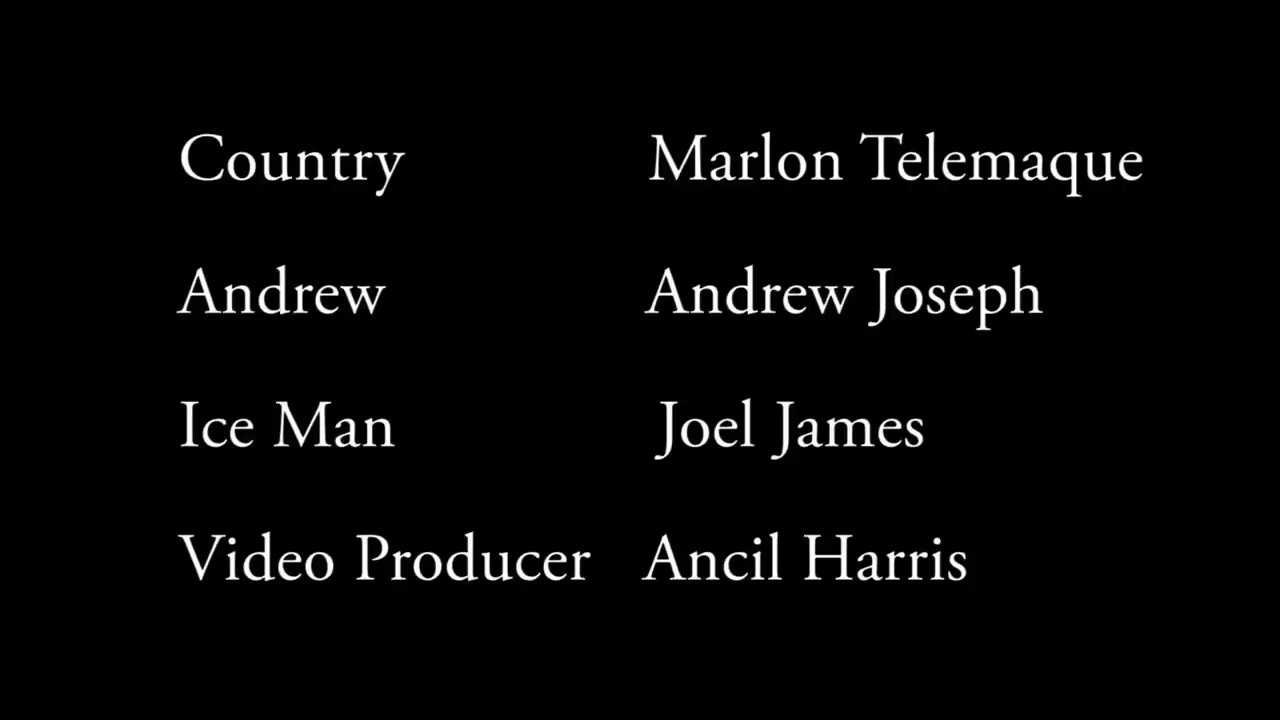 Country Marlon Telemaque
Andrew Andrew Joseph
Ice Man Joel James
Video Producer Ancil Harris